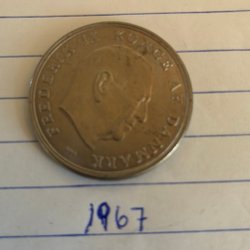 FREDERIK IX KONGE AF DANMARK
1967